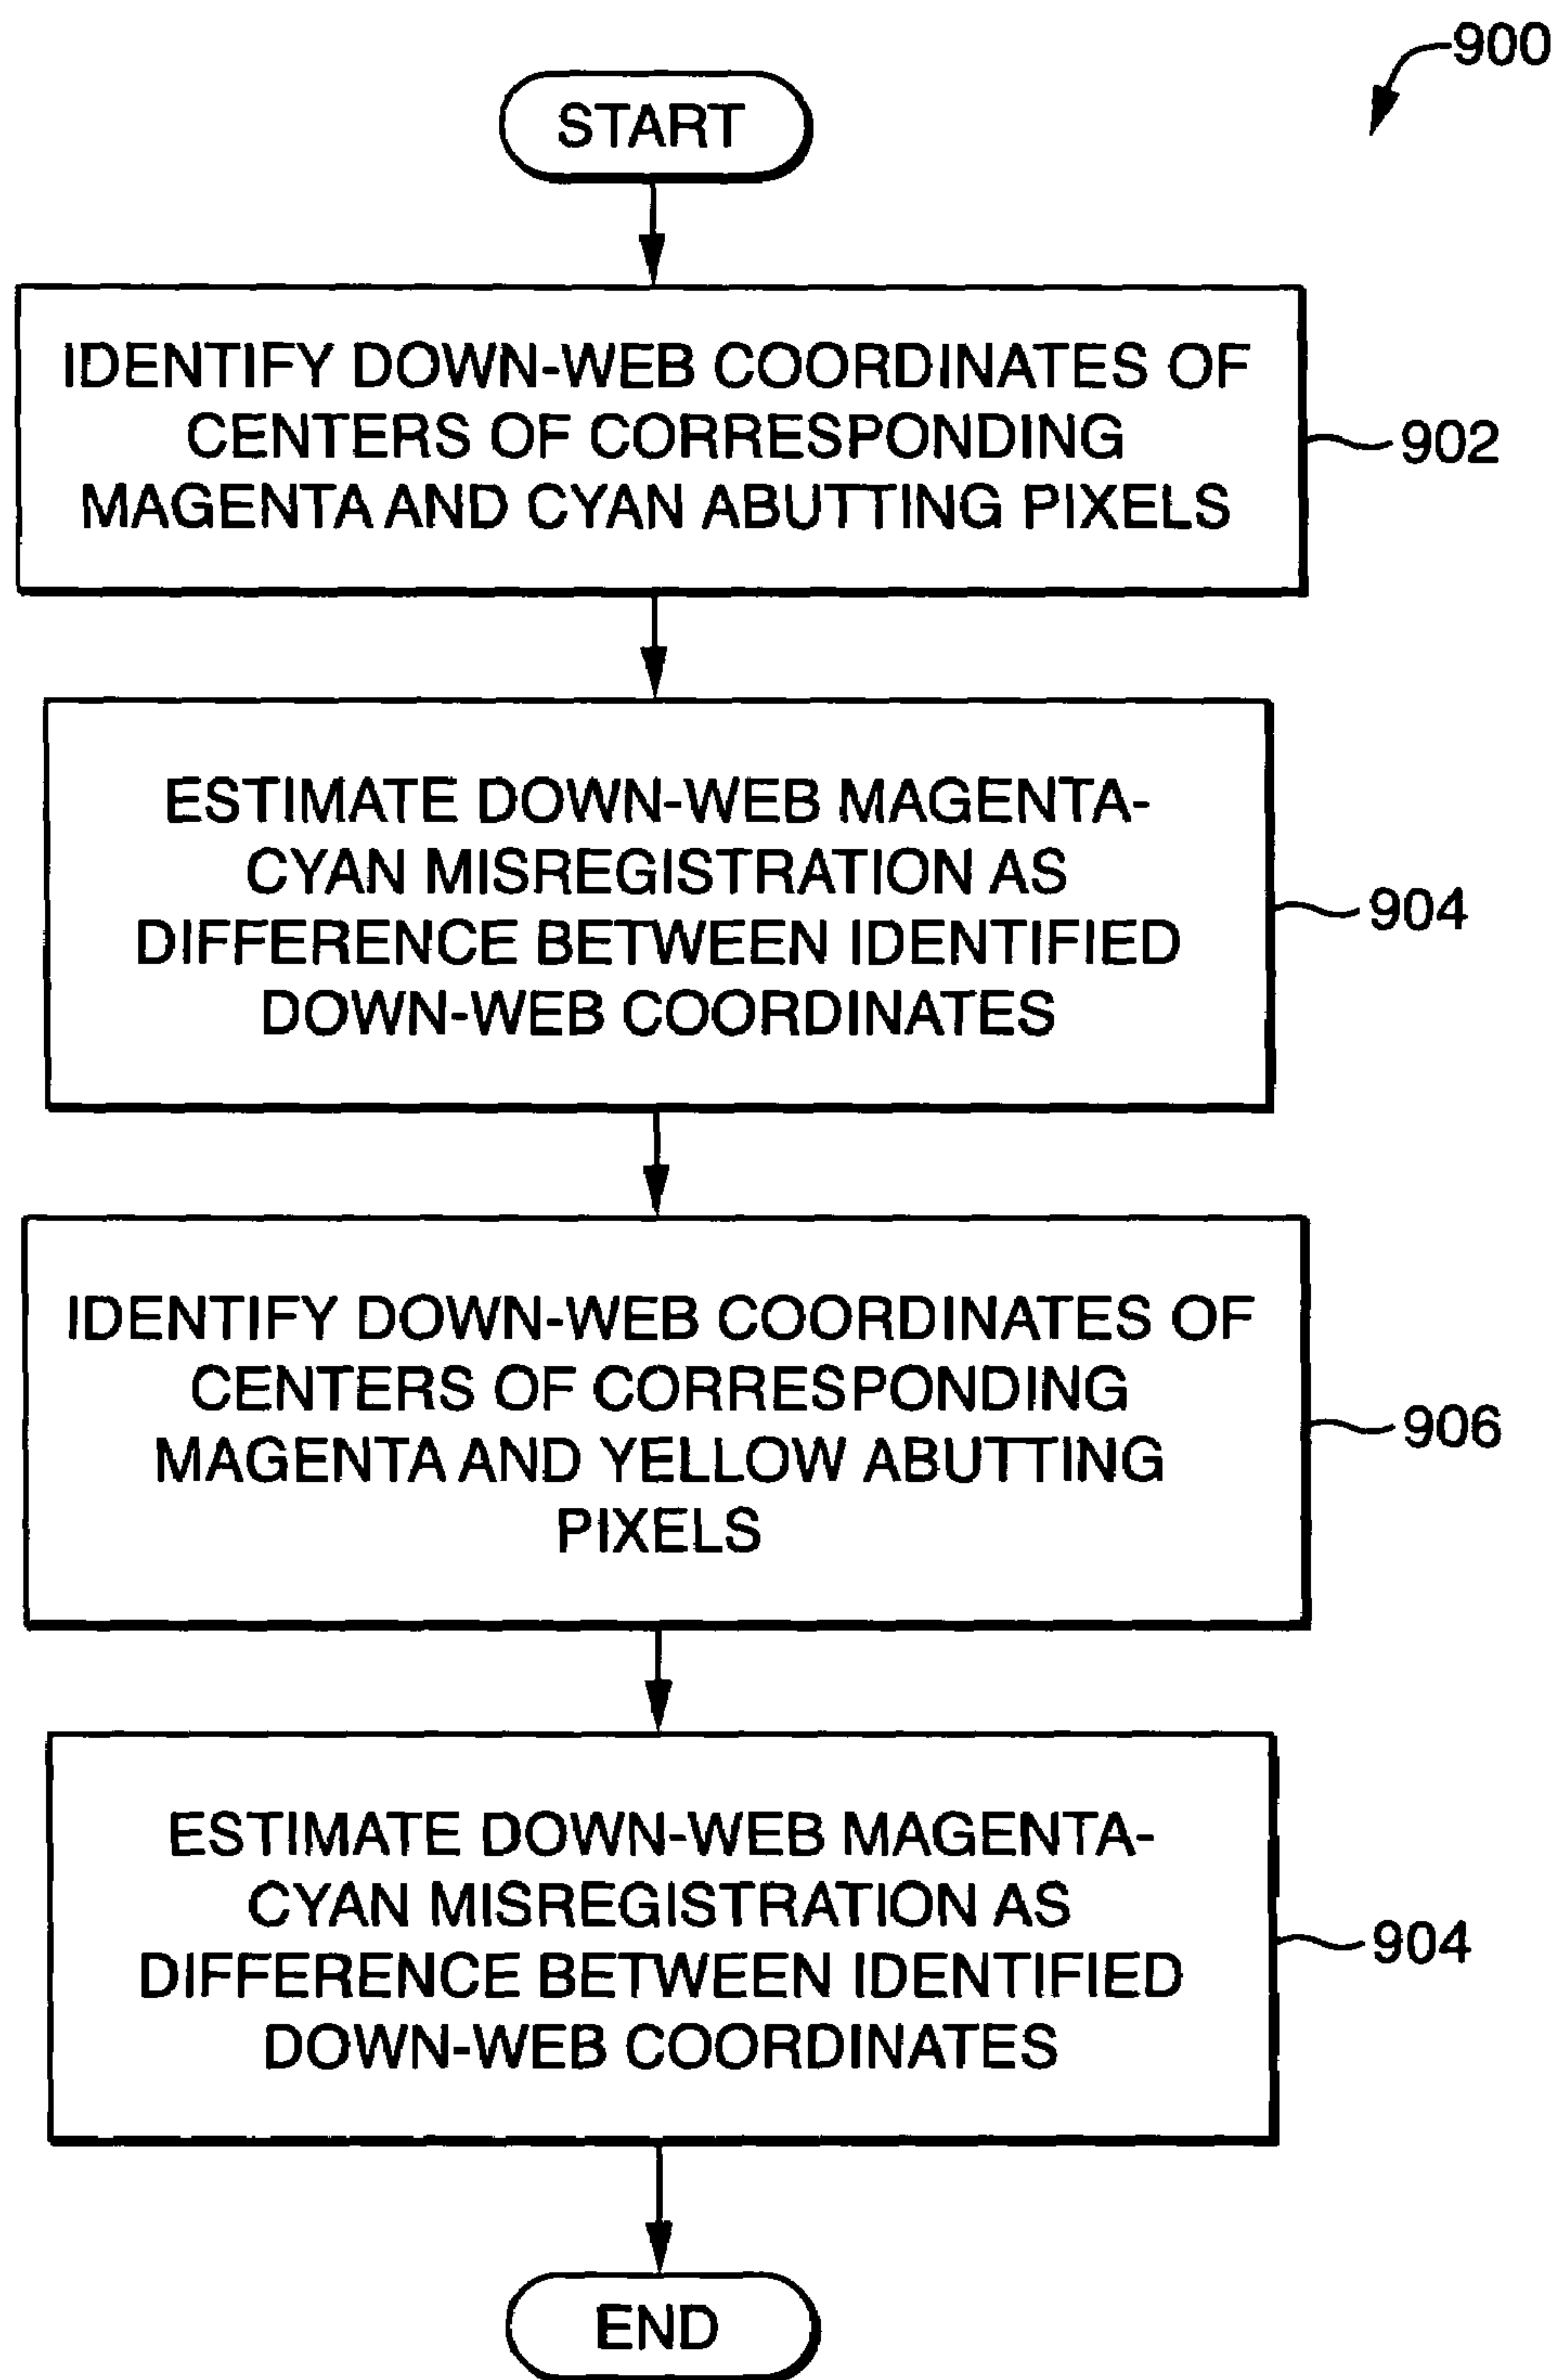 900
START
IDENTIFY DOWN-WEB COORDINATES OF
CENTERS OF CORRESPONDING
MAGENTA AND CYAN ABUTTING PIXELS
902
ESTIMATE DOWN-WEB MAGENTA-
CYAN MISREGISTRATION AS
DIFFERENCE BETWEEN IDENTIFIED
DOWN-WEB COORDINATES
904
IDENTIFY DOWN-WEB COORDINATES OF
CENTERS OF CORRESPONDING
MAGENTA AND YELLOW ABUTTING
PIXELS
906
ESTIMATE DOWN-WEB MAGENTA-
CYAN MISREGISTRATION AS
DIFFERENCE BETWEEN IDENTIFIED
DOWN-WEB COORDINATES
904
END